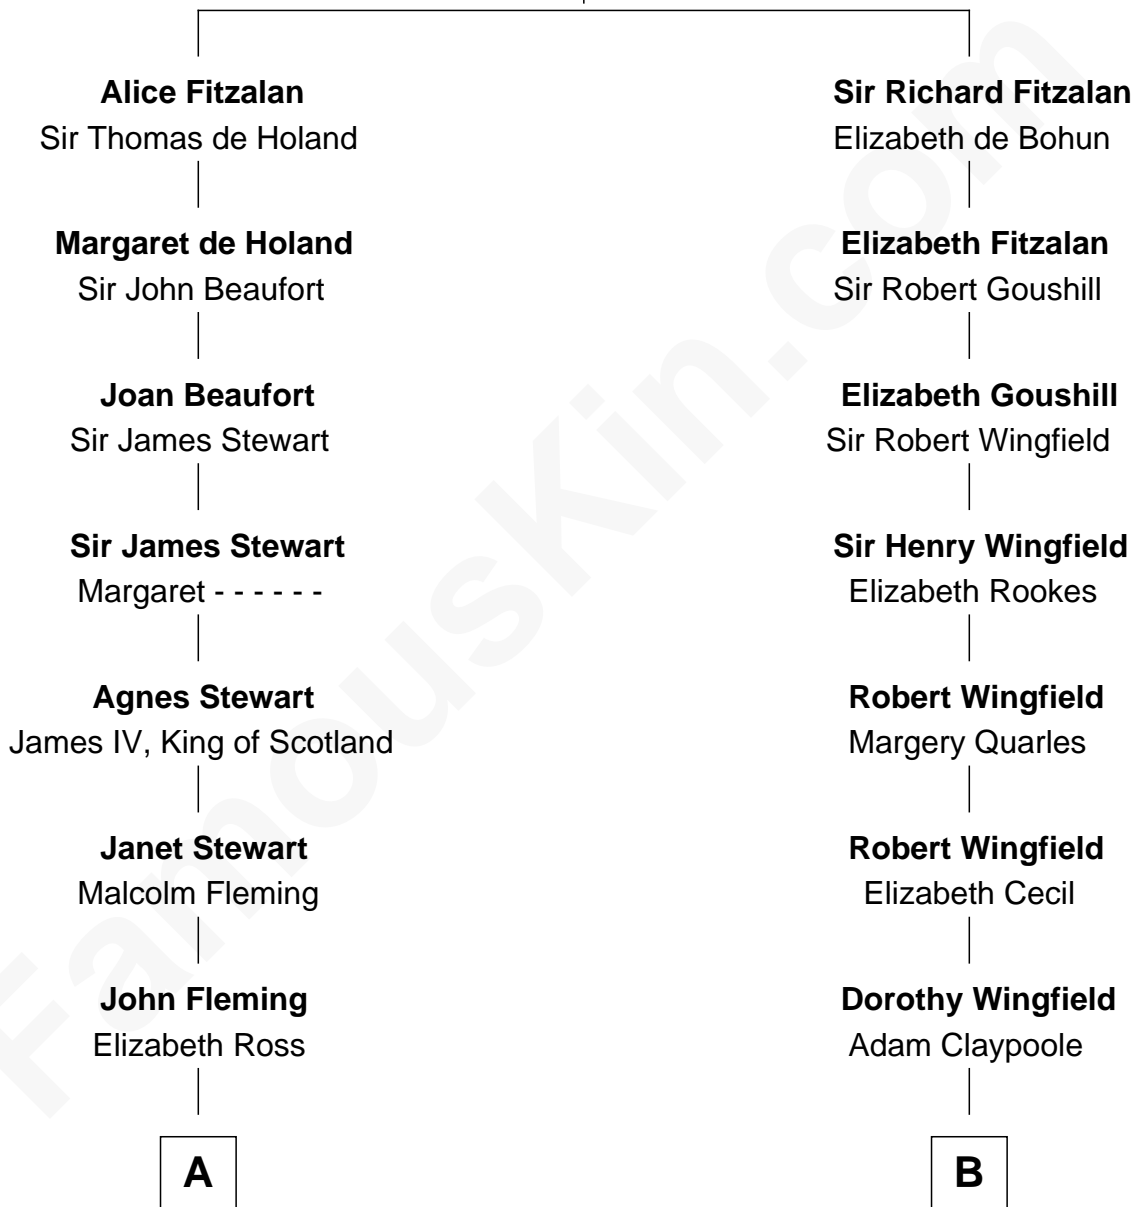 Alice Fitzalan
Sir Thomas de Holand
Margaret de Holand
Sir John Beaufort
Joan Beaufort
Sir James Stewart
Sir James Stewart
Margaret - - - - - -
Agnes Stewart
James IV, King of Scotland
Janet Stewart
Malcolm Fleming
John Fleming
Elizabeth Ross
A
Sir Richard Fitzalan
Elizabeth de Bohun
Elizabeth Fitzalan
Sir Robert Goushill
Elizabeth Goushill
Sir Robert Wingfield
Sir Henry Wingfield
Elizabeth Rookes
Robert Wingfield
Margery Quarles
Robert Wingfield
Elizabeth Cecil
Dorothy Wingfield
Adam Claypoole
B
FamousKin.com